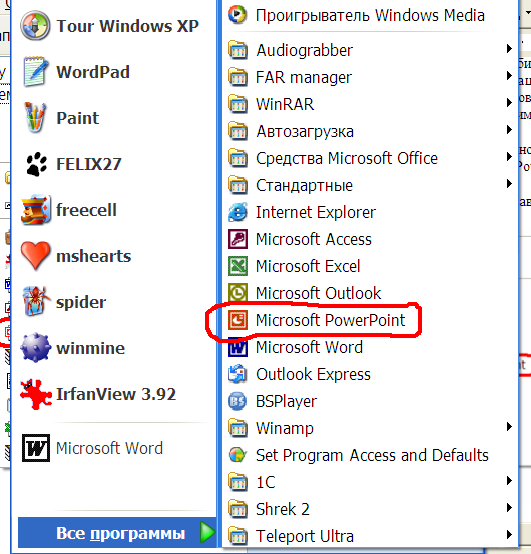 Tour Windows XP
WordPad
Paint
FELIX27
freecell
mshearts
spider
winmine
IrfanView 3.92
Microsoft Word
Все программы
Проигрыватель Windows Media
Audiograbber
FAR manager
WinRAR
Автозагрузка
Средства Microsoft Office
Стандартные
Internet Explorer
Microsoft Access
Microsoft Excel
Microsoft Outlook
Microsoft PowerPoint
Microsoft Word
Outlook Express
BSPlayer
Winamp
Set Program Access and Defaults
1C
Shrek 2
Teleport Ultra